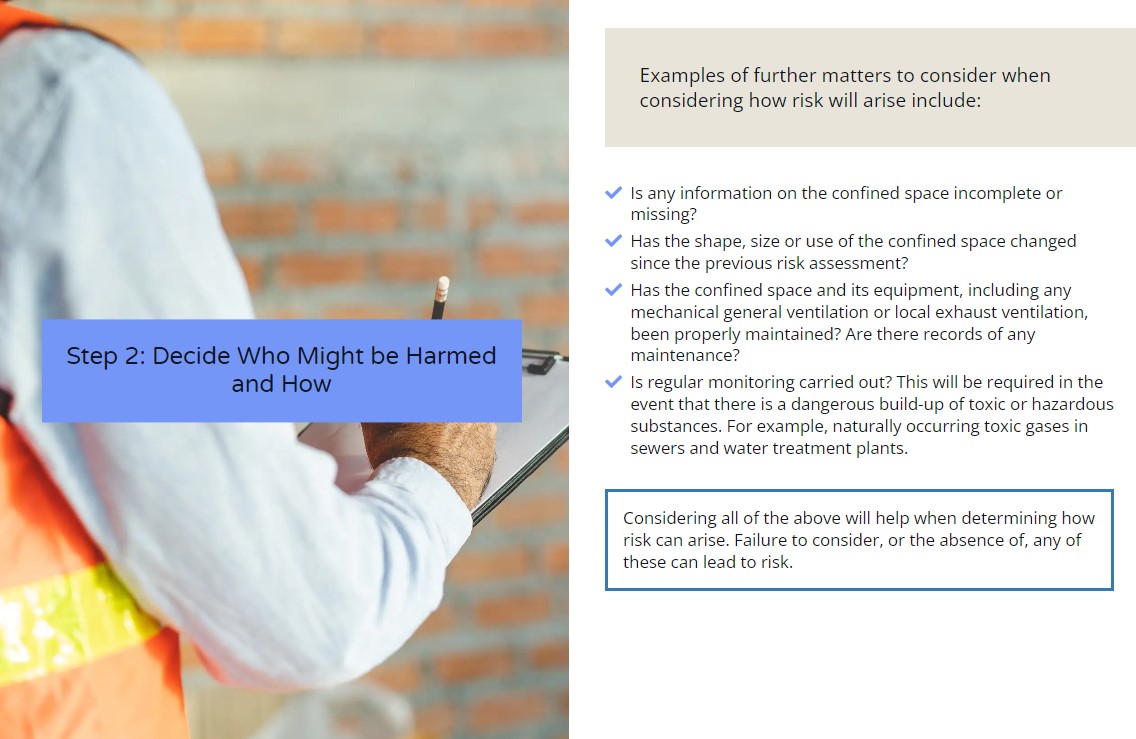 Step 2: Decide Who Might be Harmed
and How
Examples of further matters to consider when
considering how risk will arise include:
Is any information on the confined space incomplete or
missing?
Has the shape, size or use of the confined space changed
since the previous risk assessment?
Has the confined space and its equipment, including any
mechanical general ventilation or local exhaust ventilation,
been properly maintained? Are there records of any
maintenance?
Is regular monitoring carried out? This will be required in the
event that there is a dangerous build-up of toxic or hazardous
substances. For example, naturally occurring toxic gases in
sewers and water treatment plants.
Considering all of the above will help when determining how
risk can arise. Failure to consider, or the absence of, any of
these can lead to risk.